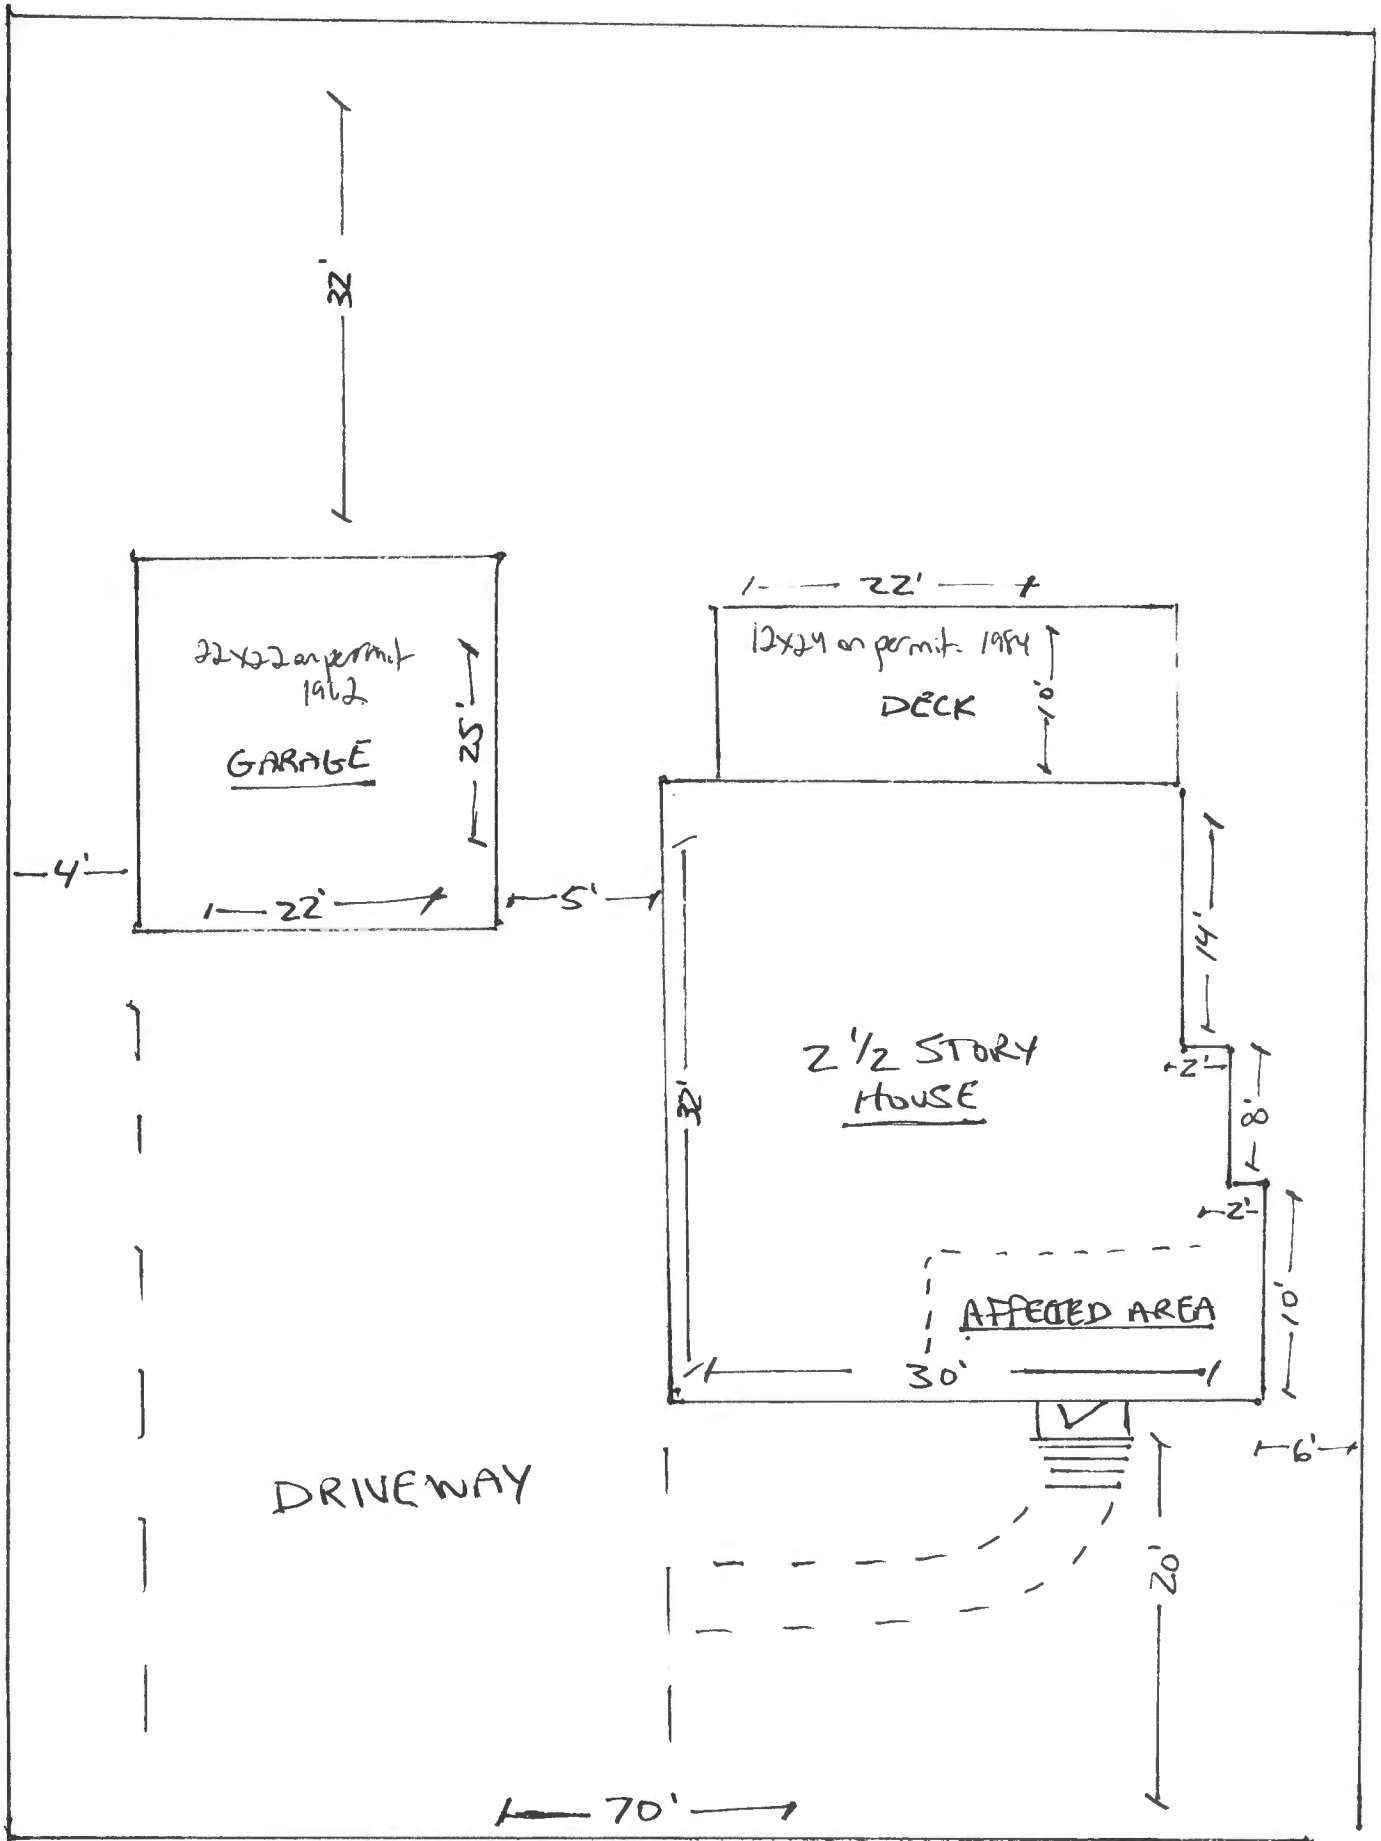 32'
22'
22x22 on permit
1962
GARAGE
25'
22'
12x24 on permit. 1984
DECK
10'
4'
5'
14'
2 1/2 STORY
HOUSE
32'
2'
8'
2'
AFFECTED AREA
10'
30'
6'
DRIVEWAY
20'
70'